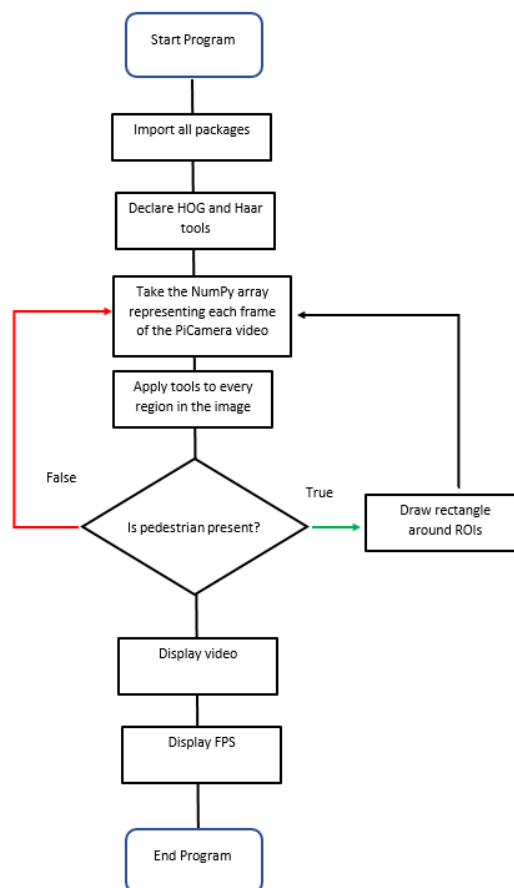 Start Program
Import all packages
Declare HOG and Haar
tools
Take the NumPy array
representing each frame
of the PiCamera video
Apply tools to every
region in the image
False
True
Is pedestrian present?
Draw rectangle
around ROIs
Display video
Display FPS
End Program